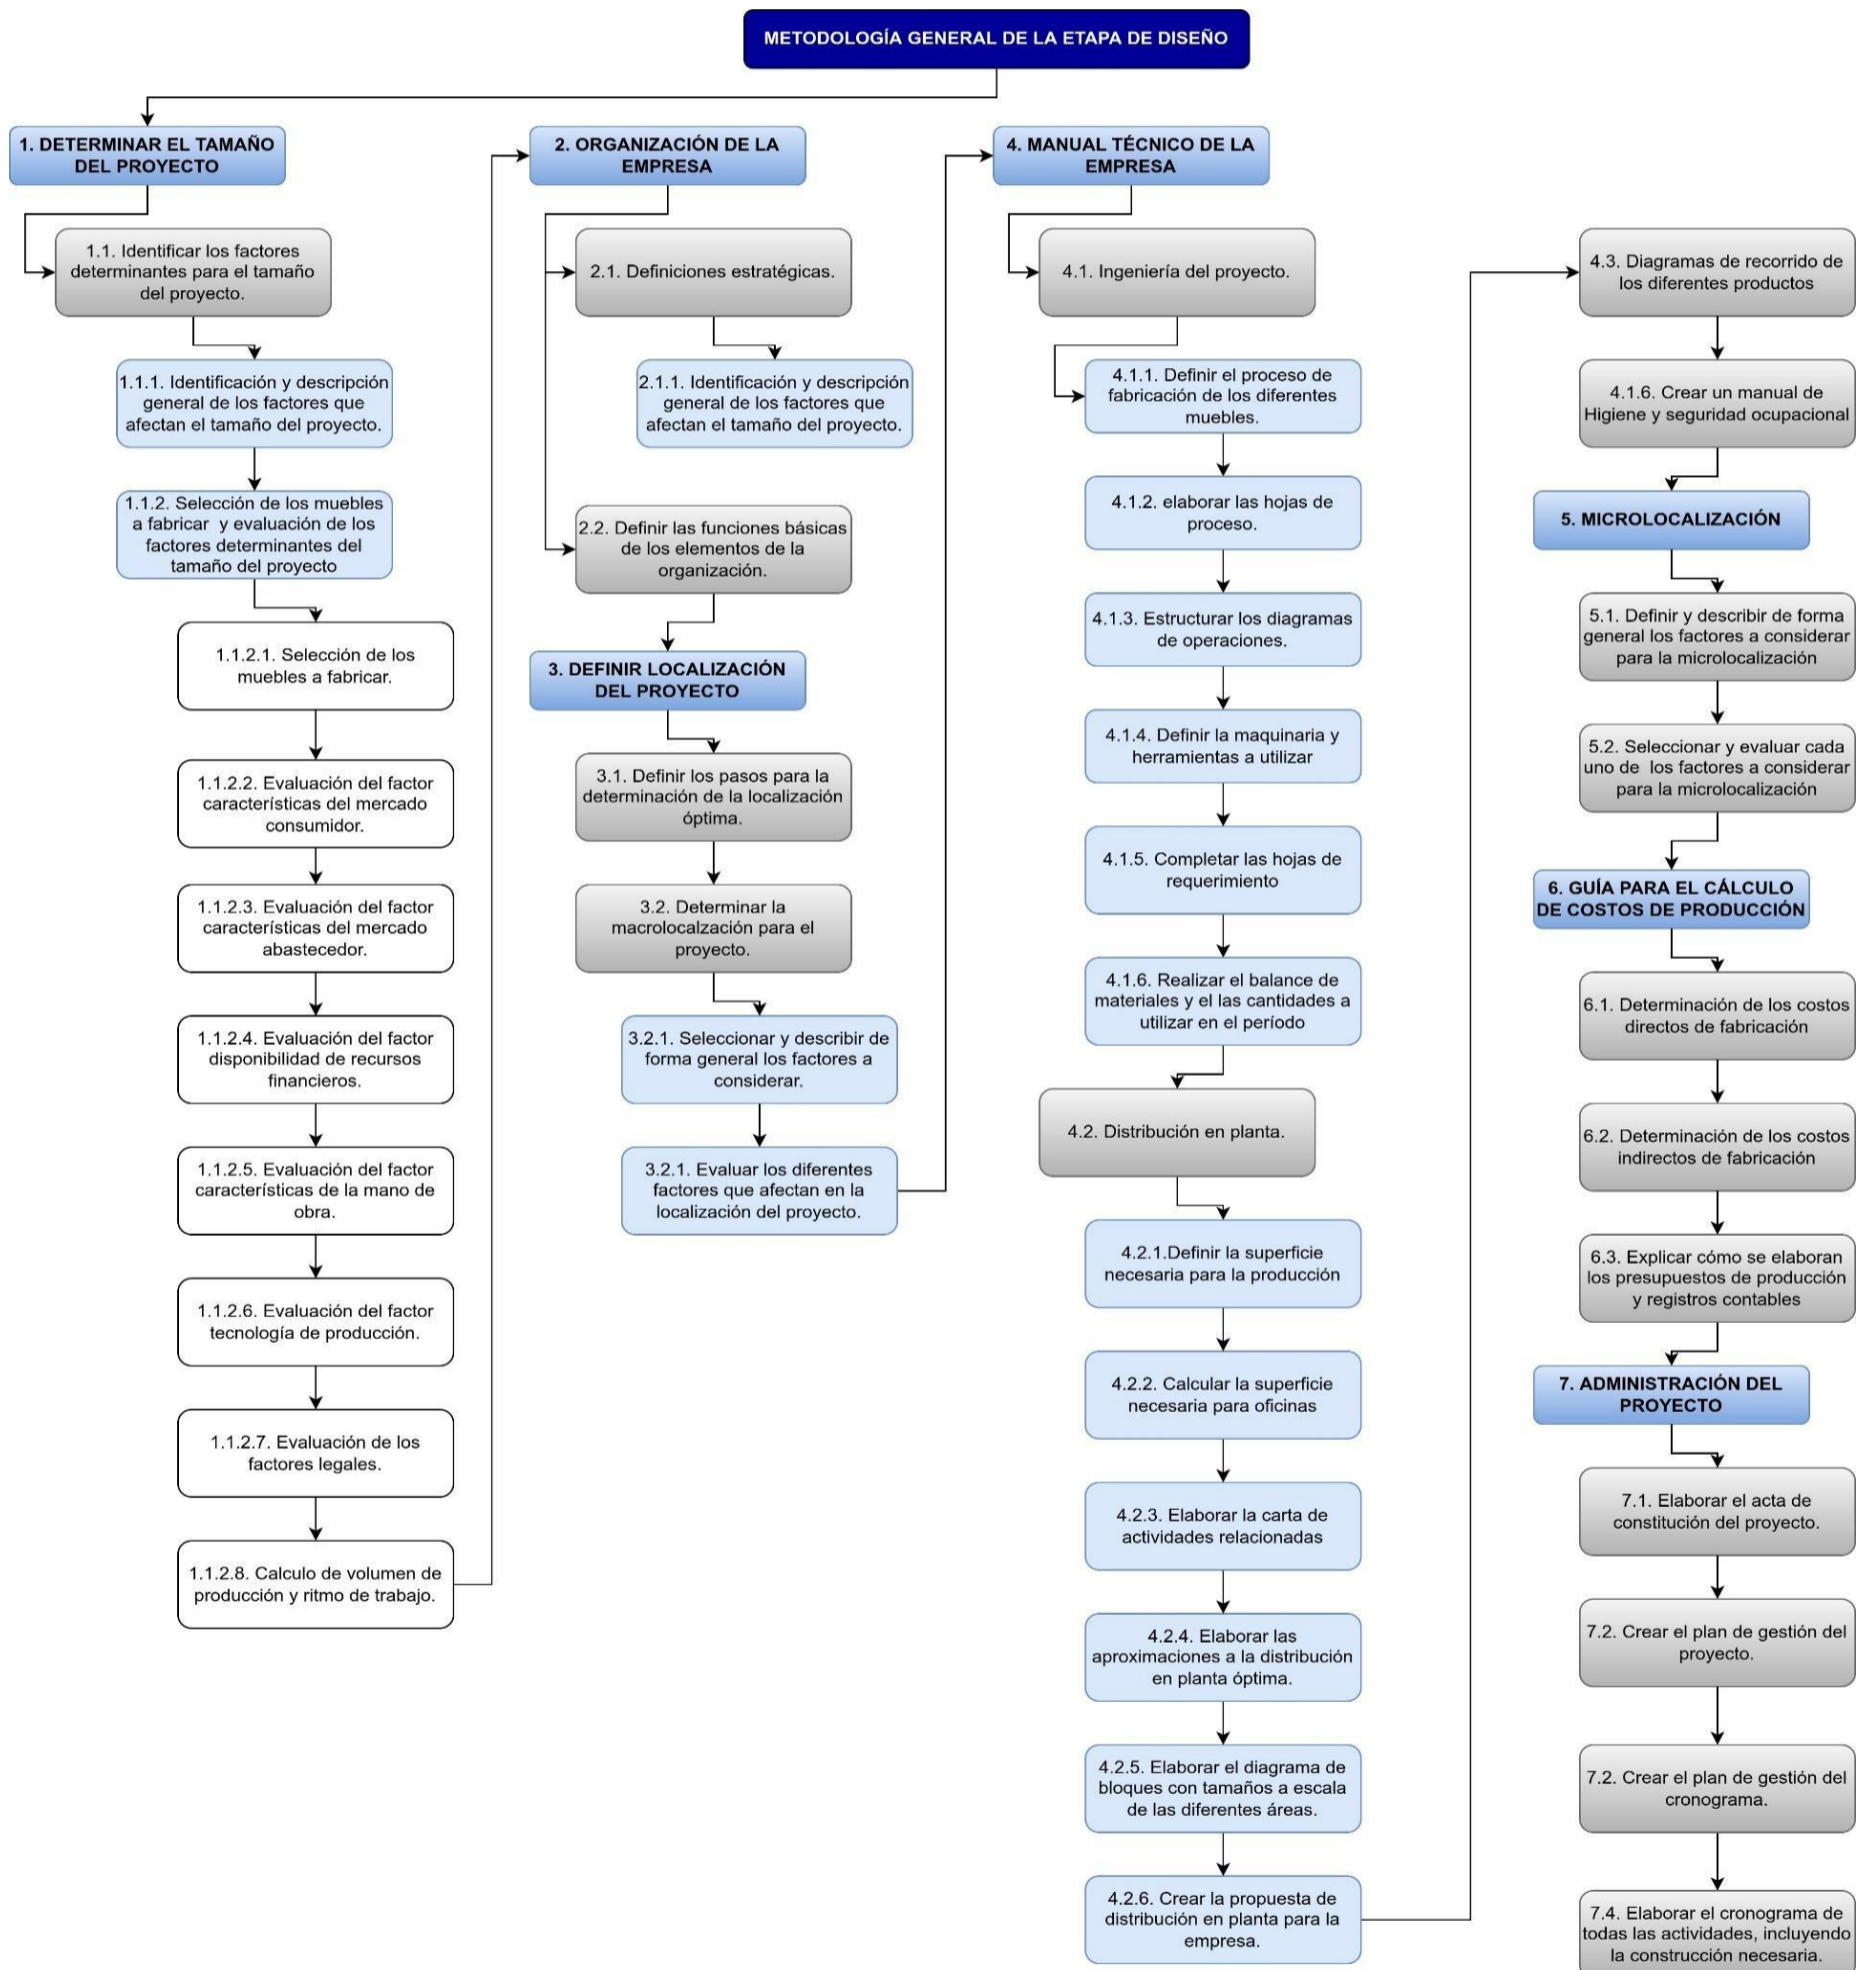 METODOLOGÍA GENERAL DE LA ETAPA DE DISEÑO
1. DETERMINAR EL TAMAÑO
DEL PROYECTO
1.1. Identificar los factores
determinantes para el tamaño
del proyecto.
1.1.1. Identificación y descripción
general de los factores que
afectan el tamaño del proyecto.
1.1.2. Selección de los muebles
a fabricar y evaluación de los
factores determinantes del
tamaño del proyecto
1.1.2.1. Selección de los
muebles a fabricar.
1.1.2.2. Evaluación del factor
características del mercado
consumidor.
1.1.2.3. Evaluación del factor
características del mercado
abastecedor.
1.1.2.4. Evaluación del factor
disponibilidad de recursos
financieros.
1.1.2.5. Evaluación del factor
características de la mano de
obra.
1.1.2.6. Evaluación del factor
tecnología de producción.
1.1.2.7. Evaluación de los
factores legales.
1.1.2.8. Calculo de volumen de
producción y ritmo de trabajo.
2. ORGANIZACIÓN DE LA
EMPRESA
2.1. Definiciones estratégicas.
2.1.1. Identificación y descripción
general de los factores que
afectan el tamaño del proyecto.
2.2. Definir las funciones básicas
de los elementos de la
organización.
3. DEFINIR LOCALIZACIÓN
DEL PROYECTO
3.1. Definir los pasos para la
determinación de la localización
óptima.
3.2. Determinar la
macrolocalzación para el
proyecto.
3.2.1. Seleccionar y describir de
forma general los factores a
considerar.
3.2.1. Evaluar los diferentes
factores que afectan en la
localización del proyecto.
4. MANUAL TÉCNICO DE LA
EMPRESA
4.1. Ingeniería del proyecto.
4.1.1. Definir el proceso de
fabricación de los diferentes
muebles.
4.1.2. elaborar las hojas de
proceso.
4.1.3. Estructurar los diagramas
de operaciones.
4.1.4. Definir la maquinaria y
herramientas a utilizar
4.1.5. Completar las hojas de
requerimiento
4.1.6. Realizar el balance de
materiales y el las cantidades a
utilizar en el período
4.2. Distribución en planta.
4.2.1.Definir la superficie
necesaria para la producción
4.2.2. Calcular la superficie
necesaria para oficinas
4.2.3. Elaborar la carta de
actividades relacionadas
4.2.4. Elaborar las
aproximaciones a la distribución
en planta óptima.
4.2.5. Elaborar el diagrama de
bloques con tamaños a escala
de las diferentes áreas.
4.2.6. Crear la propuesta de
distribución en planta para la
empresa.
4.3. Diagramas de recorrido de
los diferentes productos
4.1.6. Crear un manual de
Higiene y seguridad ocupacional
5. MICROLOCALIZACIÓN
5.1. Definir y describir de forma
general los factores a considerar
para la microlocalización
5.2. Seleccionar y evaluar cada
uno de los factores a considerar
para la microlocalización
6. GUÍA PARA EL CÁLCULO
DE COSTOS DE PRODUCCIÓN
6.1. Determinación de los costos
directos de fabricación
6.2. Determinación de los costos
indirectos de fabricación
6.3. Explicar cómo se elaboran
los presupuestos de producción
y registros contables
7. ADMINISTRACIÓN DEL
PROYECTO
7.1. Elaborar el acta de
constitución del proyecto.
7.2. Crear el plan de gestión del
proyecto.
7.2. Crear el plan de gestión del
cronograma.
7.4. Elaborar el cronograma de
todas las actividades, incluyendo
la construcción necesaria.